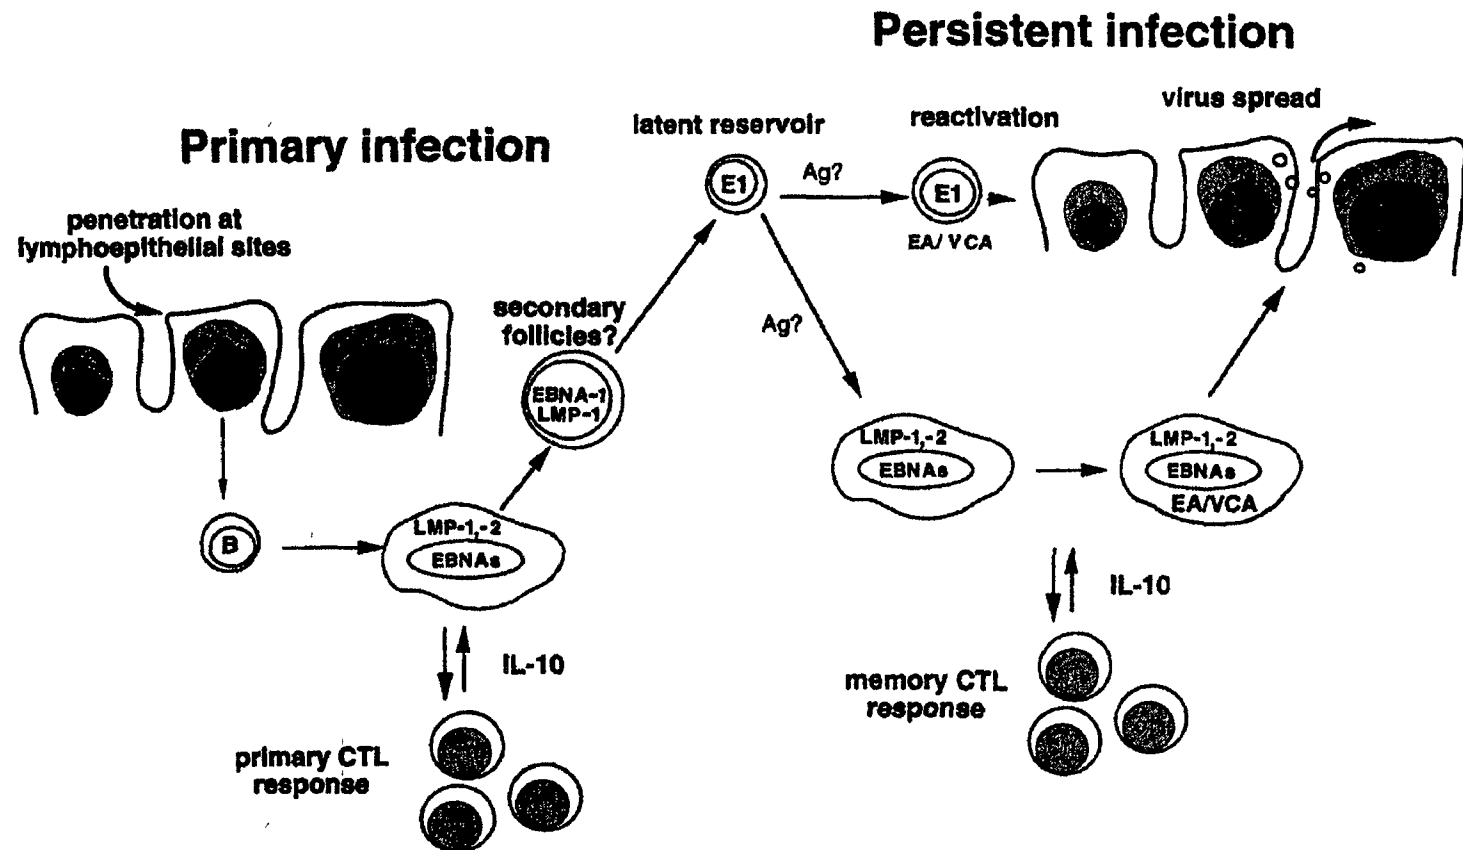 Persistent infection
Primary infection
penetration at
lymphoepithelial sites
B
LMP-1,-2
EBNAs
IL-10
primary CTL
response
secondary
follicles?
EBNA-1
LMP-1
latent reservoir
E1
Ag?
reactivation
E1
EA/ VCA
virus spread
Ag?
LMP-1,-2
EBNAs
LMP-1,-2
EBNAs
EA/VCA
IL-10
memory CTL
response